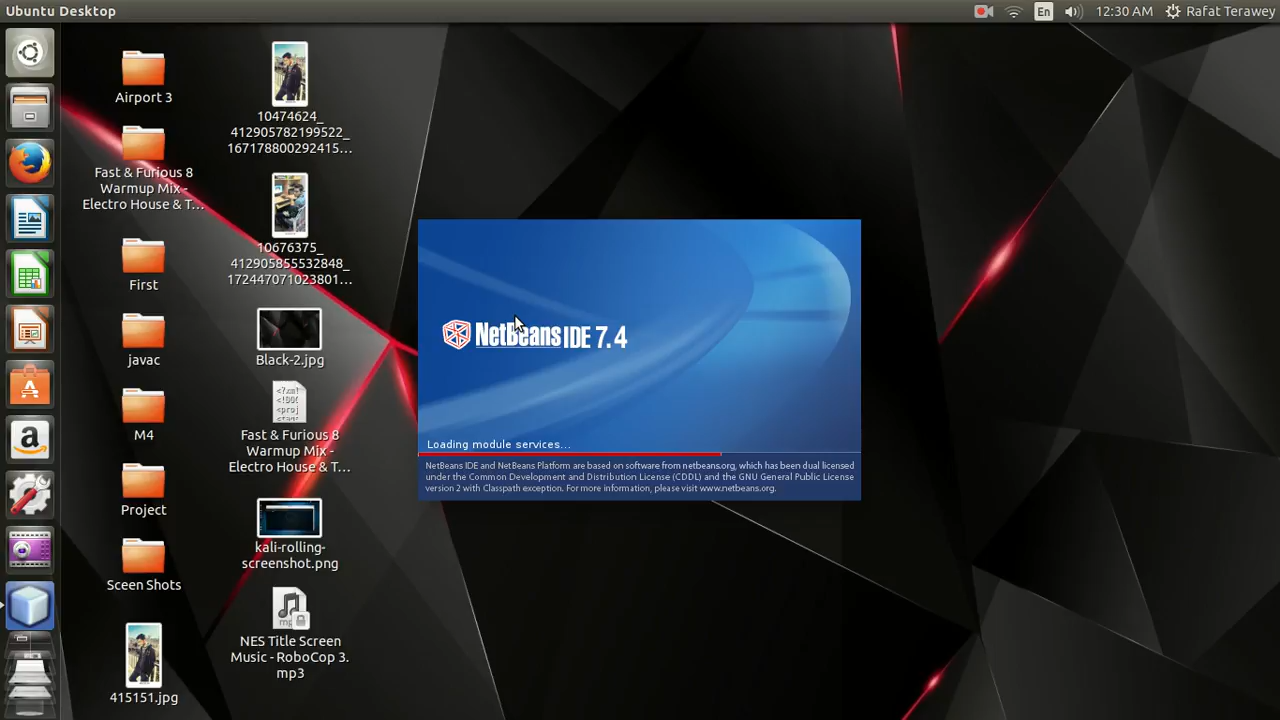 Ubuntu Desktop
En
12:30 AM
Rafat Terawey
Airport 3
Fast & Furious 8
Warmup Mix -
Electro House & T...
First
javac
M4
Project
Sceen Shots
415151.jpg
10474624_
412905782199522_
167178800292415...
10676375_
412905855532848_
172447071023801...
Black-2.jpg
Fast & Furious 8
Warmup Mix -
Electro House & T...
kali-rolling-
screenshot.png
NES Title Screen
Music - RoboCop 3.
mp3
NetBeans IDE 7.4
Loading module services...
NetBeans IDE and NetBeans Platform are based on software from netbeans.org, which has been dual licensed
under the Common Development and Distribution License (CDDL) and the GNU General Public License
version 2 with Classpath exception. For more information, please visit www.netbeans.org.